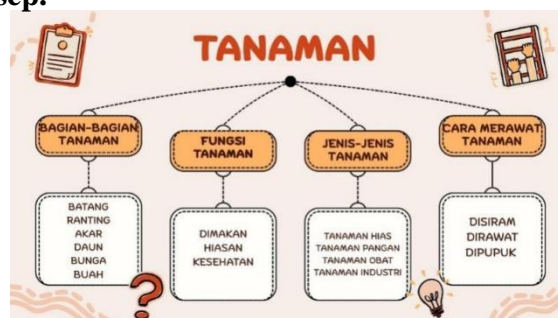 sep.
TANAMAN
BAGIAN-BAGIAN
TANAMAN
FUNGSI
TANAMAN
JENIS-JENIS
TANAMAN
CARA MERAWAT
TANAMAN
BATANG
RANTING
AKAR
DAUN
BUNGA
BUAH
DIMAKAN
HIASAN
KESEHATAN
TANAMAN HIAS
TANAMAN PANGAN
TANAMAN OBAT
TANAMAN INDUSTRI
DISIRAM
DIRAWAT
DIPUPUK
?